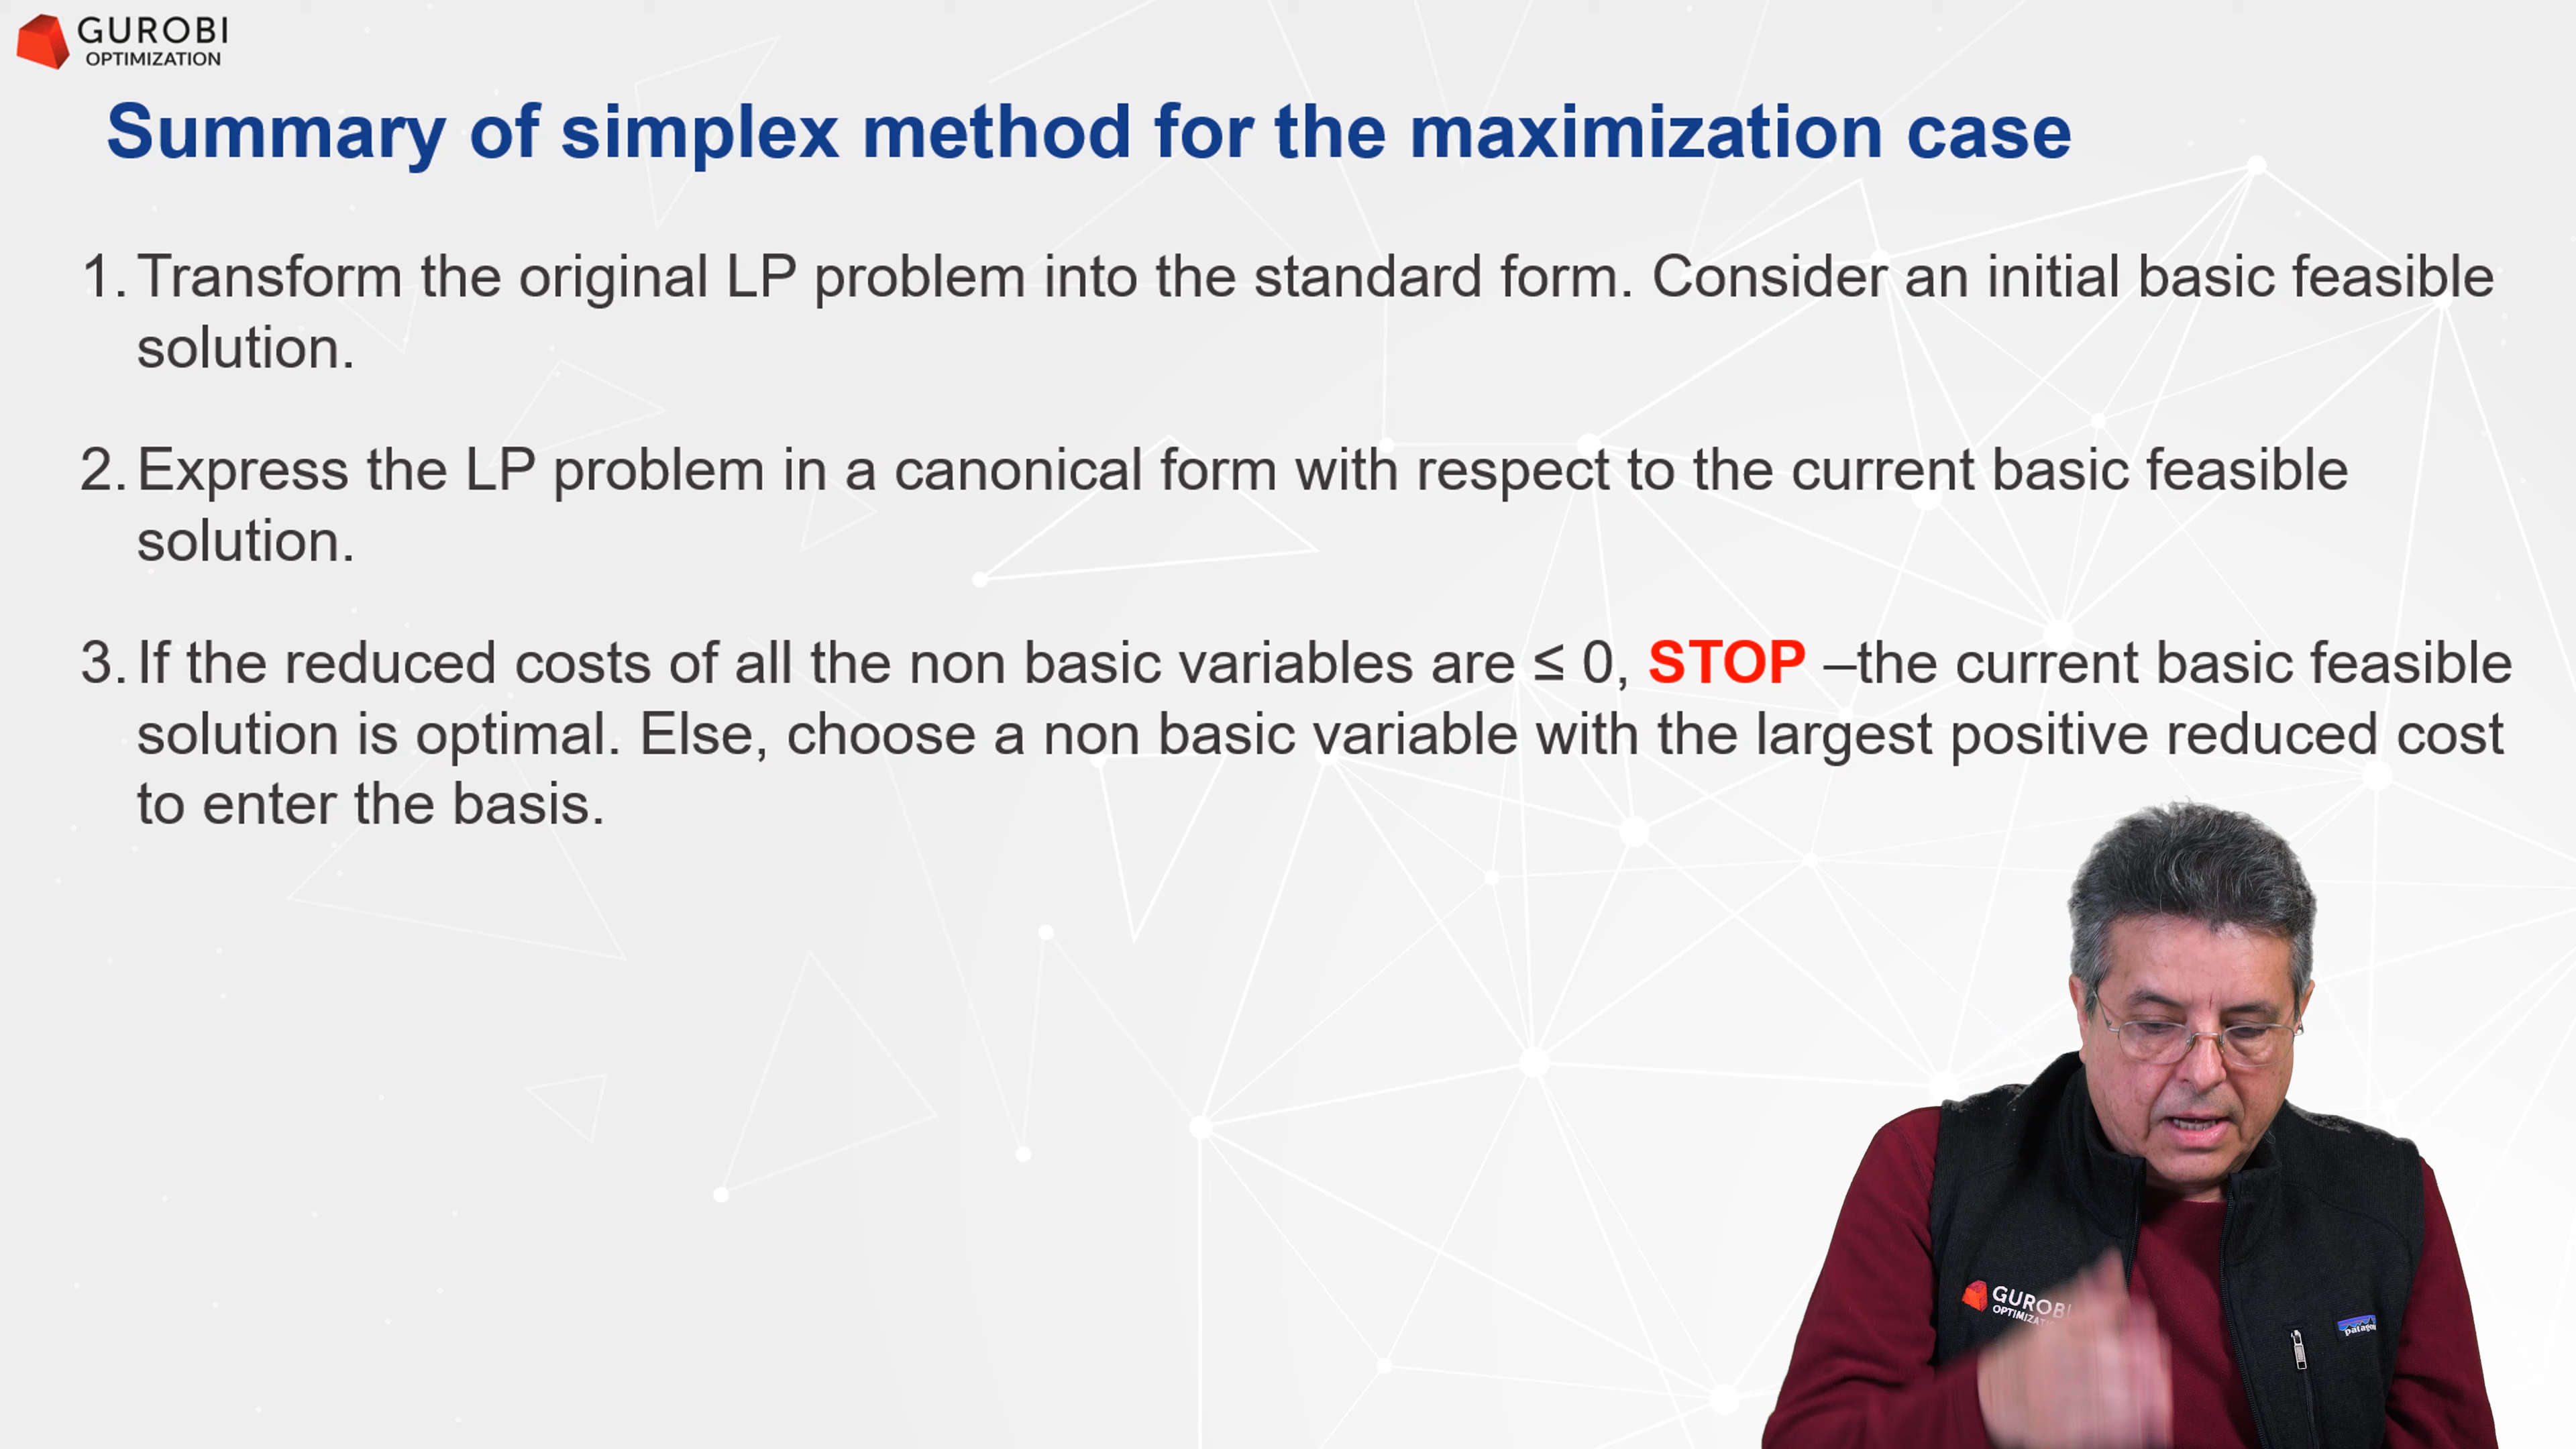 GUROBI
OPTIMIZATION
Summary of simplex method for the maximization case
1. Transform the original LP problem into the standard form. Consider an initial basic feasible
solution.
2. Express the LP problem in a canonical form with respect to the current basic feasible
solution.
3. If the reduced costs of all the non basic variables are ≤ 0, STOP –the current basic feasible
solution is optimal. Else, choose a non basic variable with the largest positive reduced cost
to enter the basis.
GUROBI